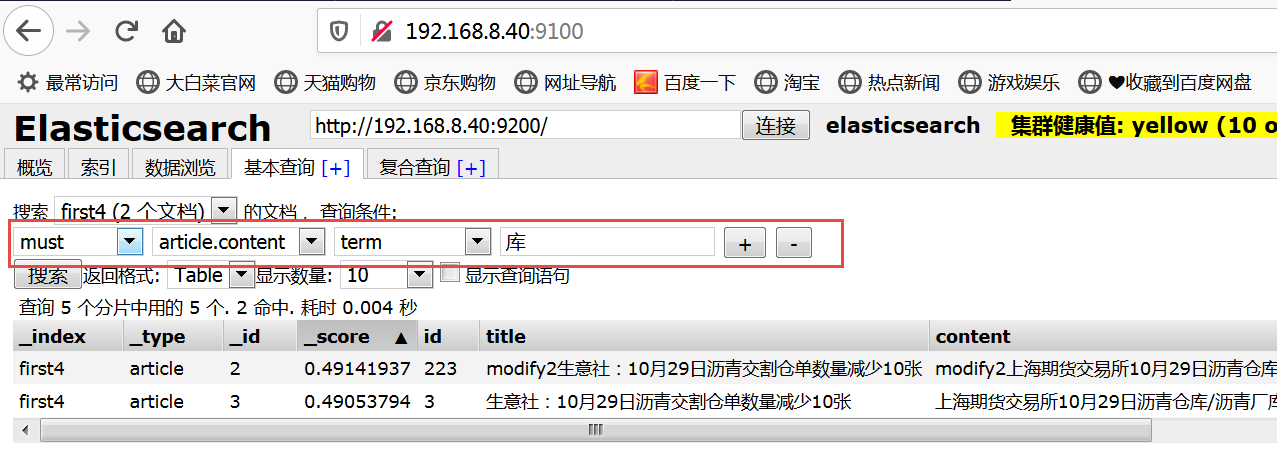 192.168.8.40:9100
最常访问 大白菜官网 天猫购物 京东购物 网址导航 百度一下 淘宝 热点新闻 游戏娱乐 ❤收藏到百度网盘
Elasticsearch http://192.168.8.40:9200/ 连接 elasticsearch 集群健康值: yellow (10 o
概览 索引 数据浏览 基本查询 [+] 复合查询 [+]
搜索 first4 (2 个文档) 的文档， 查询条件:
must article.content term 库 + -
搜索 返回格式: Table 显示数量: 10 显示查询语句
查询 5 个分片中用的 5 个. 2 命中. 耗时 0.004 秒
_index _type _id _score ▲ id title content
first4 article 2 0.49141937 223 modify2生意社：10月29日沥青交割仓单数量减少10张 modify2上海期货交易所10月29日沥青仓库
first4 article 3 0.49053794 3 生意社：10月29日沥青交割仓单数量减少10张 上海期货交易所10月29日沥青仓库/沥青厂库